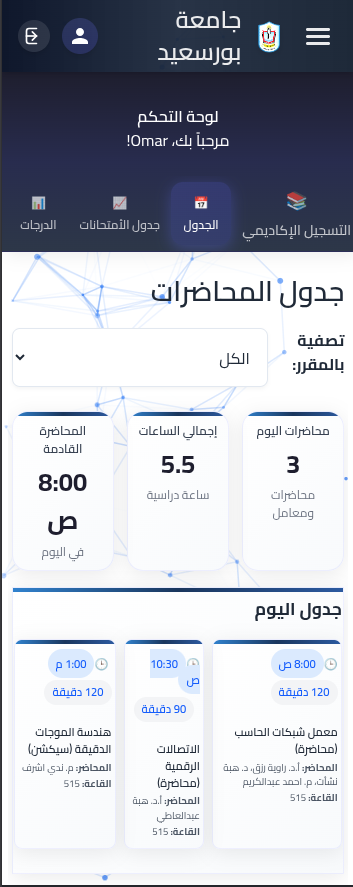 جامعة
بورسعيد
لوحة التحكم
مرحباً بك، Omar!
التسجيل الإكاديمي
الجدول
جدول الأمتحانات
الدرجات
جدول المحاضرات
تصفية
بالمقرر:
الكل
محاضرات اليوم
3
محاضرات
ومعامل
إجمالي الساعات
5.5
ساعة دراسية
المحاضرة
القادمة
8:00
ص
في اليوم
جدول اليوم
8:00 ص
120 دقيقة
معمل شبكات الحاسب
(محاضرة)
المحاضر: أ.د. راوية رزق، د. هبة
نشأت، م. احمد عبدالكريم
القاعة: 515
10:30
ص
90 دقيقة
الاتصالات
الرقمية
(محاضرة)
المحاضر: أ.د. هبة
عبدالعاطي
القاعة: 515
1:00 م
120 دقيقة
هندسة الموجات
الدقيقة (سيكشن)
المحاضر: م. ندي اشرف
القاعة: 515